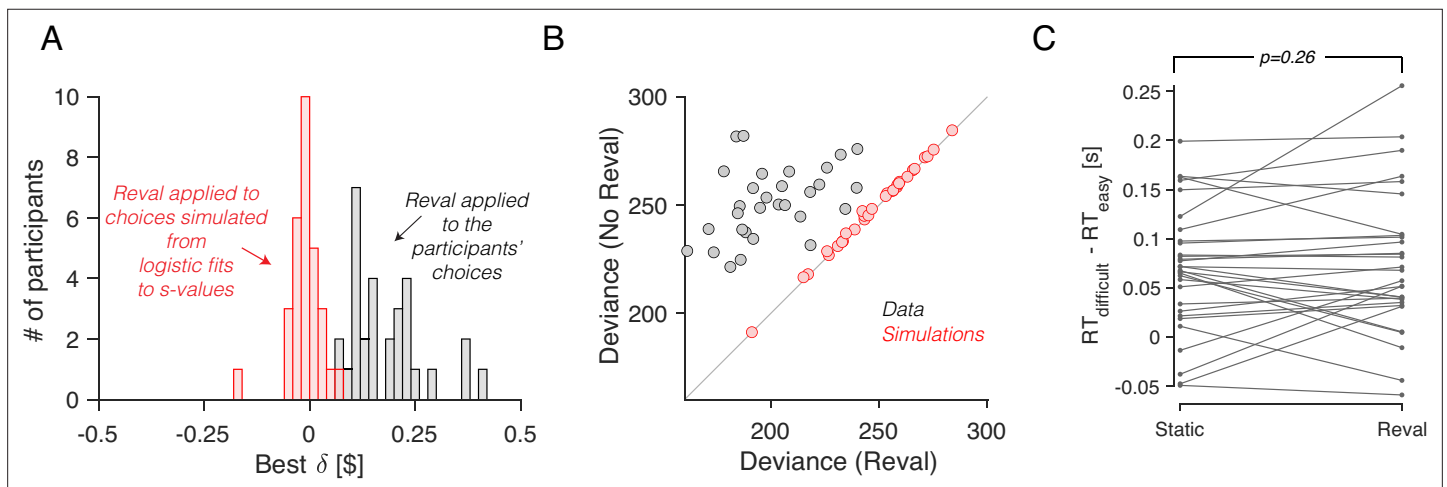 A
# of participants
10
8
6
4
2
0
-0.5
-0.25
0
0.25
0.5
Best δ [$]
Reval applied to
choices simulated
from
logistic fits
to s-values
Reval applied
to the
participants’
choices
B
Deviance (No Reval)
300
250
200
200
250
300
Deviance (Reval)
Data
Simulations
C
p=0.26
RTdifficult - RTeasy [s]
0.25
0.2
0.15
0.1
0.05
0
-0.05
Static
Reval